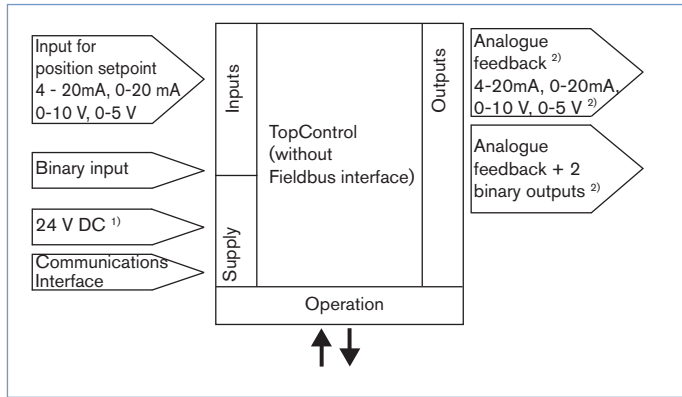 Input for
position setpoint
4 - 20mA, 0-20 mA
0-10 V, 0-5 V
Binary input
24 V DC 1)
Communications
Interface
Inputs
Supply
TopControl
(without
Fieldbus interface)
Outputs
Operation
Analogue
feedback 2)
4-20mA, 0-20mA,
0-10 V, 0-5 V 2)
Analogue
feedback + 2
binary outputs 2)